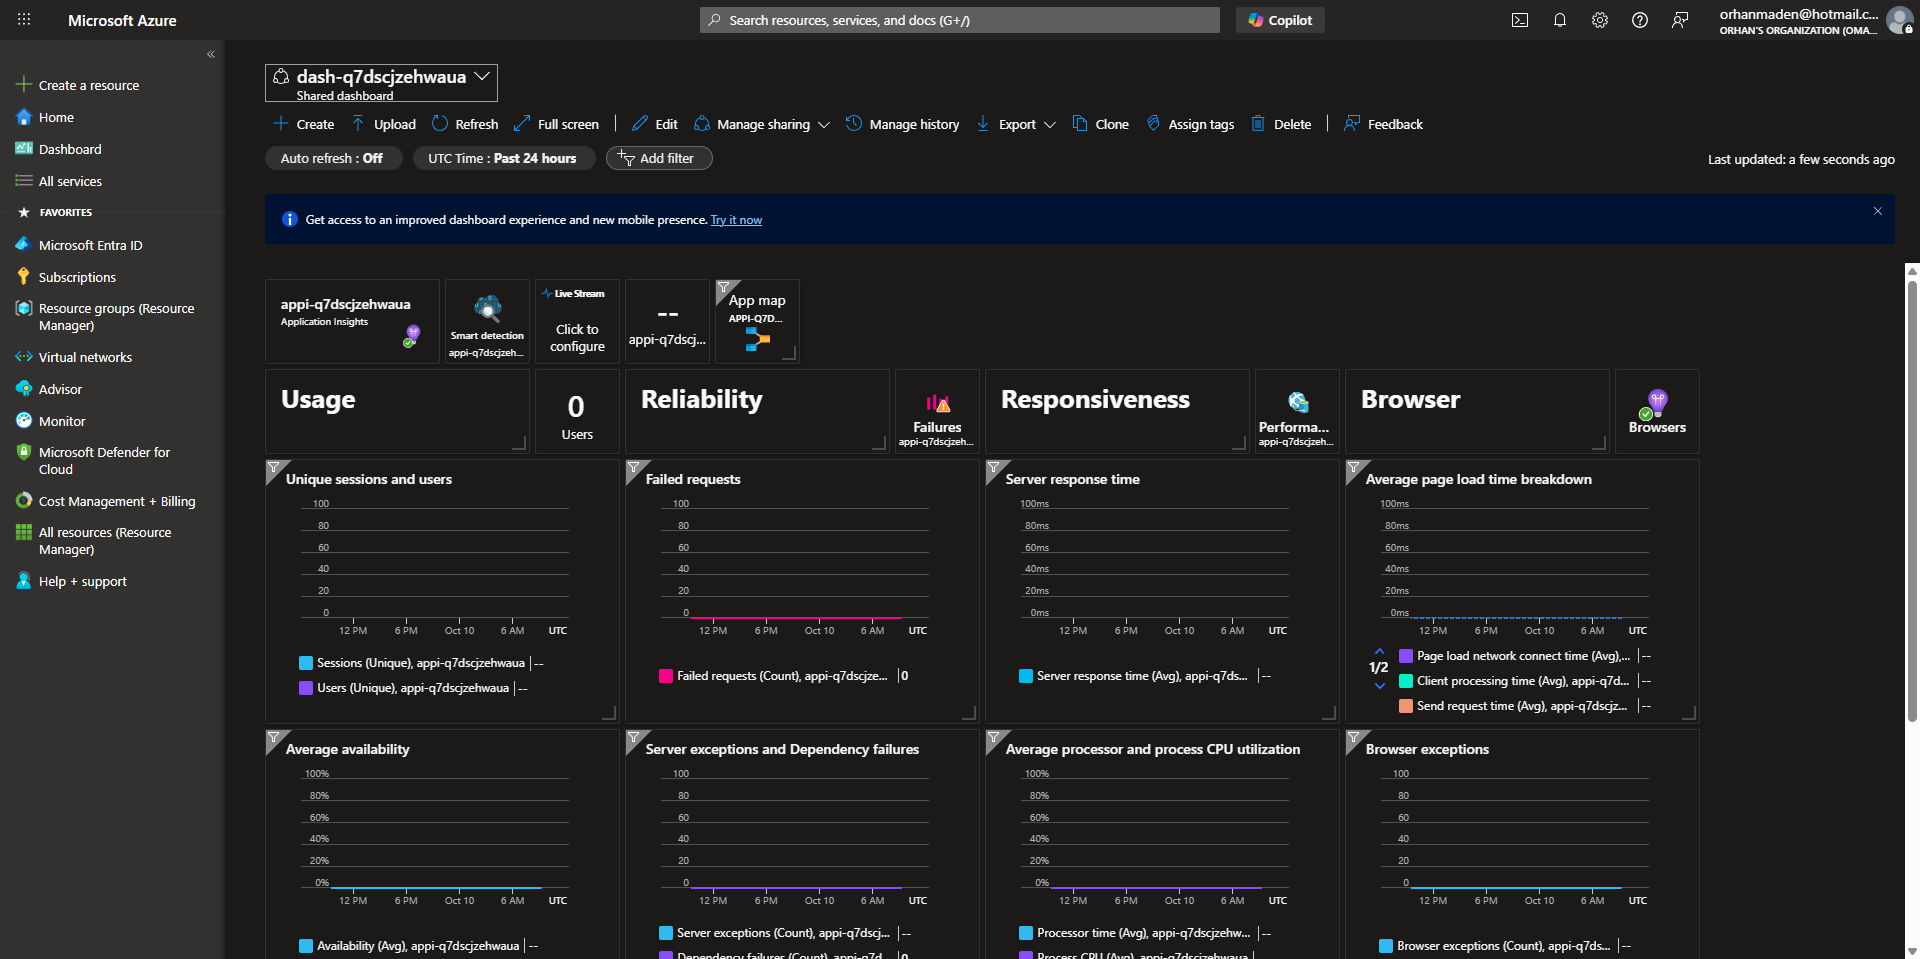 Microsoft Azure
Search resources, services, and docs (G+/)
Copilot
orhanmaden@hotmail.c...
ORHAN'S ORGANIZATION (OMA...
«
Create a resource
Home
Dashboard
All services
FAVORITES
Microsoft Entra ID
Subscriptions
Resource groups (Resource
Manager)
Virtual networks
Advisor
Monitor
Microsoft Defender for
Cloud
Cost Management + Billing
All resources (Resource
Manager)
Help + support
dash-q7dscjzehwaua
Shared dashboard
Create
Upload
Refresh
Full screen
Edit
Manage sharing
Manage history
Export
Clone
Assign tags
Delete
Feedback
Auto refresh : Off
UTC Time : Past 24 hours
Add filter
Last updated: a few seconds ago
Get access to an improved dashboard experience and new mobile presence. Try it now
appi-q7dscjzehwaua
Application Insights
Smart detection
appi-q7dscjzeh...
Live Stream
Click to
configure
--
appi-q7dscj...
App map
APPI-Q7D...
Usage
0
Users
Reliability
Failures
appi-q7dscjzeh...
Responsiveness
Performa...
appi-q7dscjzeh...
Browser
Browsers
Unique sessions and users
100
80
60
40
20
0
12 PM 6 PM Oct 10 6 AM UTC
Sessions (Unique), appi-q7dscjzehwaua --
Users (Unique), appi-q7dscjzehwaua --
Failed requests
100
80
60
40
20
0
12 PM 6 PM Oct 10 6 AM UTC
Failed requests (Count), appi-q7dscjze... 0
Server response time
100ms
80ms
60ms
40ms
20ms
0ms
12 PM 6 PM Oct 10 6 AM UTC
Server response time (Avg), appi-q7ds... --
Average page load time breakdown
100ms
80ms
60ms
40ms
20ms
0ms
12 PM 6 PM Oct 10 6 AM UTC
1/2
Page load network connect time (Avg),... --
Client processing time (Avg), appi-q7d... --
Send request time (Avg), appi-q7dscjz... --
Average availability
100%
80%
60%
40%
20%
0%
12 PM 6 PM Oct 10 6 AM UTC
Availability (Avg), appi-q7dscjzehwaua --
Server exceptions and Dependency failures
100
80
60
40
20
0
12 PM 6 PM Oct 10 6 AM UTC
Server exceptions (Count), appi-q7dscj... --
Dependency failures (Count), appi-q7d... 0
Average processor and process CPU utilization
100%
80%
60%
40%
20%
0%
12 PM 6 PM Oct 10 6 AM UTC
Processor time (Avg), appi-q7dscjzehw... --
Process CPU (Avg), appi-q7dscjzehwaua
Browser exceptions
100
80
60
40
20
0
12 PM 6 PM Oct 10 6 AM UTC
Browser exceptions (Count), appi-q7ds... --